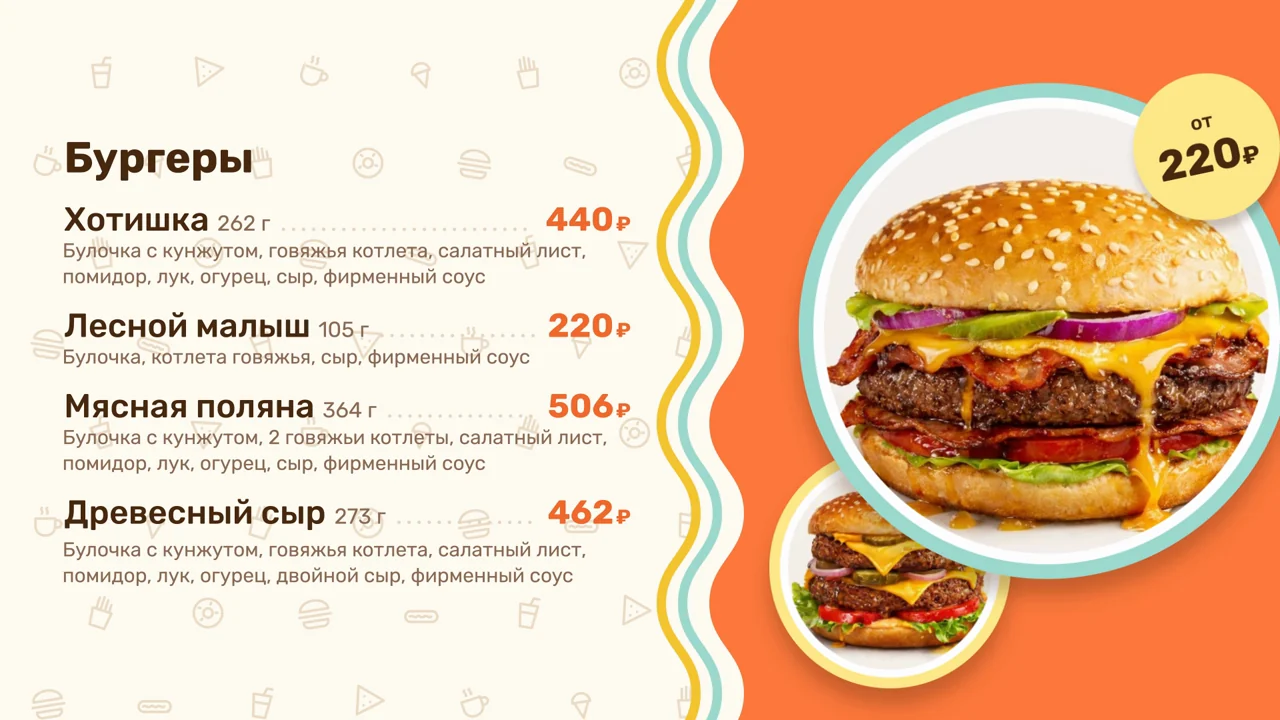 Бургеры
Хотишка 262 г 440₽
Булочка с кунжутом, говяжья котлета, салатный лист,
помидор, лук, огурец, сыр, фирменный соус
Лесной малыш 105 г 220₽
Булочка, котлета говяжья, сыр, фирменный соус
Мясная поляна 364 г 506₽
Булочка с кунжутом, 2 говяжьи котлеты, салатный лист,
помидор, лук, огурец, сыр, фирменный соус
Древесный сыр 273 г 462₽
Булочка с кунжутом, говяжья котлета, салатный лист,
помидор, лук, огурец, двойной сыр, фирменный соус
от
220₽